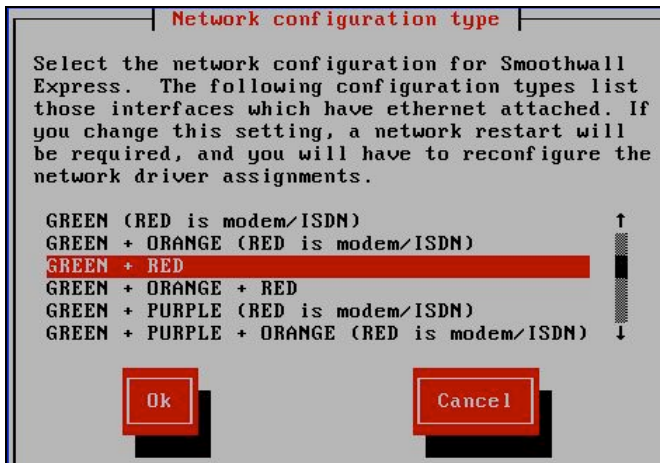 Network configuration type
Select the network configuration for Smoothwall
Express.  The following configuration types list
those interfaces which have ethernet attached. If
you change this setting, a network restart will
be required, and you will have to reconfigure the
network driver assignments.
GREEN (RED is modem/ISDN)
GREEN + ORANGE (RED is modem/ISDN)
GREEN + RED
GREEN + ORANGE + RED
GREEN + PURPLE (RED is modem/ISDN)
GREEN + PURPLE + ORANGE (RED is modem/ISDN)
Ok Cancel